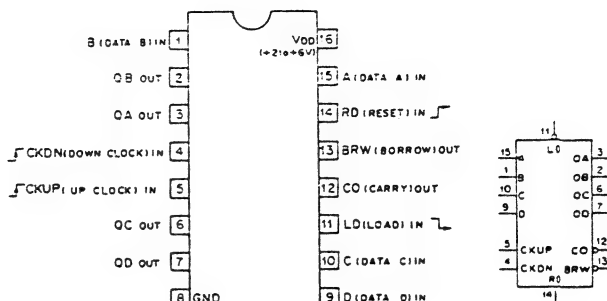 B(DATA B)IN 1
QB OUT 2
QA OUT 3
CKDN(DOWN CLOCK)IN 4
CKUP(UP CLOCK) IN 5
QC OUT 6
QD OUT 7
8 GND
VDD 16
(+2 to +6V)
15 A(DATA A) IN
14 RD(RESET)IN
13 BRW(BORROW)OUT
12 CO(CARRY)OUT
11 LD(LOAD) IN
10 C(DATA C)IN
9 D(DATA D)IN
11
LD
15 A QA 3
1 B QB 2
10 C QC 6
9 D QD 7
5 CKUP CO 12
4 CKDN BRW 13
RD
14